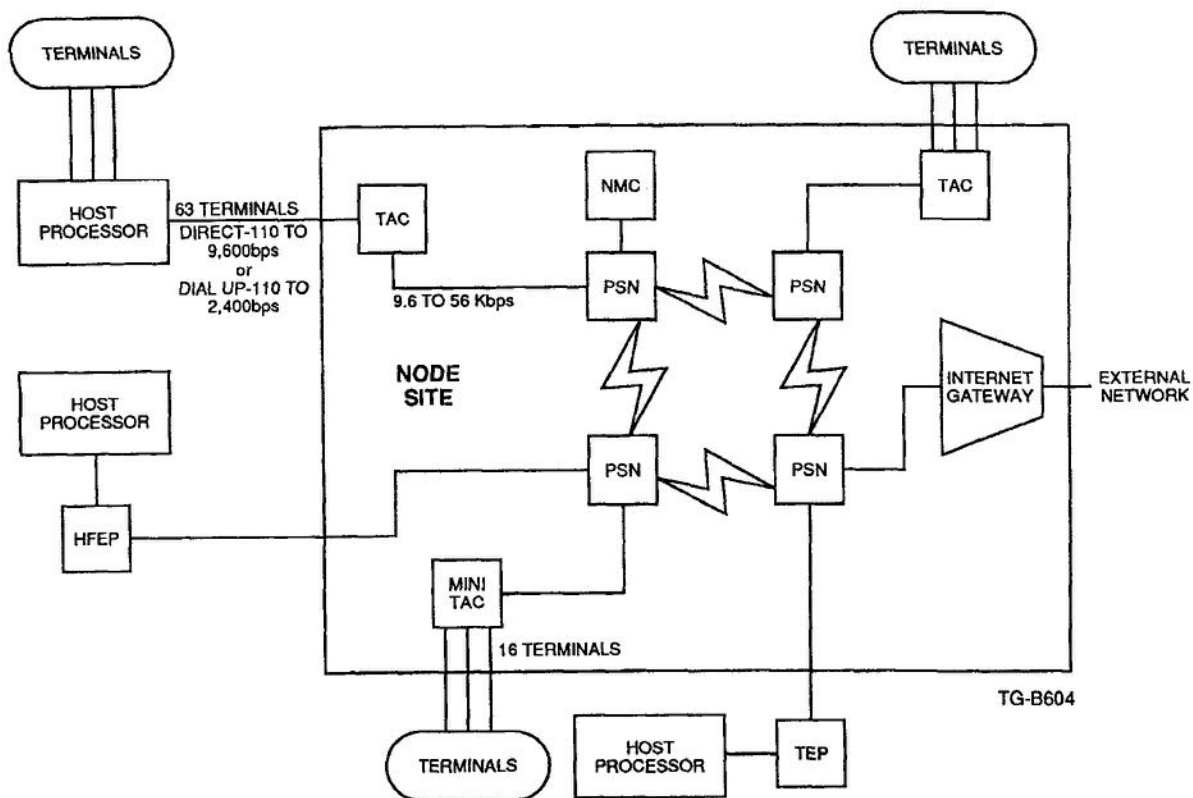 TERMINALS
TERMINALS
HOST
PROCESSOR
63 TERMINALS
DIRECT-110 TO
9,600bps
or
DIAL UP-110 TO
2,400bps
TAC
NMC
TAC
PSN
PSN
9.6 TO 56 Kbps
NODE
SITE
INTERNET
GATEWAY
EXTERNAL
NETWORK
HOST
PROCESSOR
PSN
PSN
HFEP
MINI
TAC
16 TERMINALS
TG-B604
TERMINALS
HOST
PROCESSOR
TEP